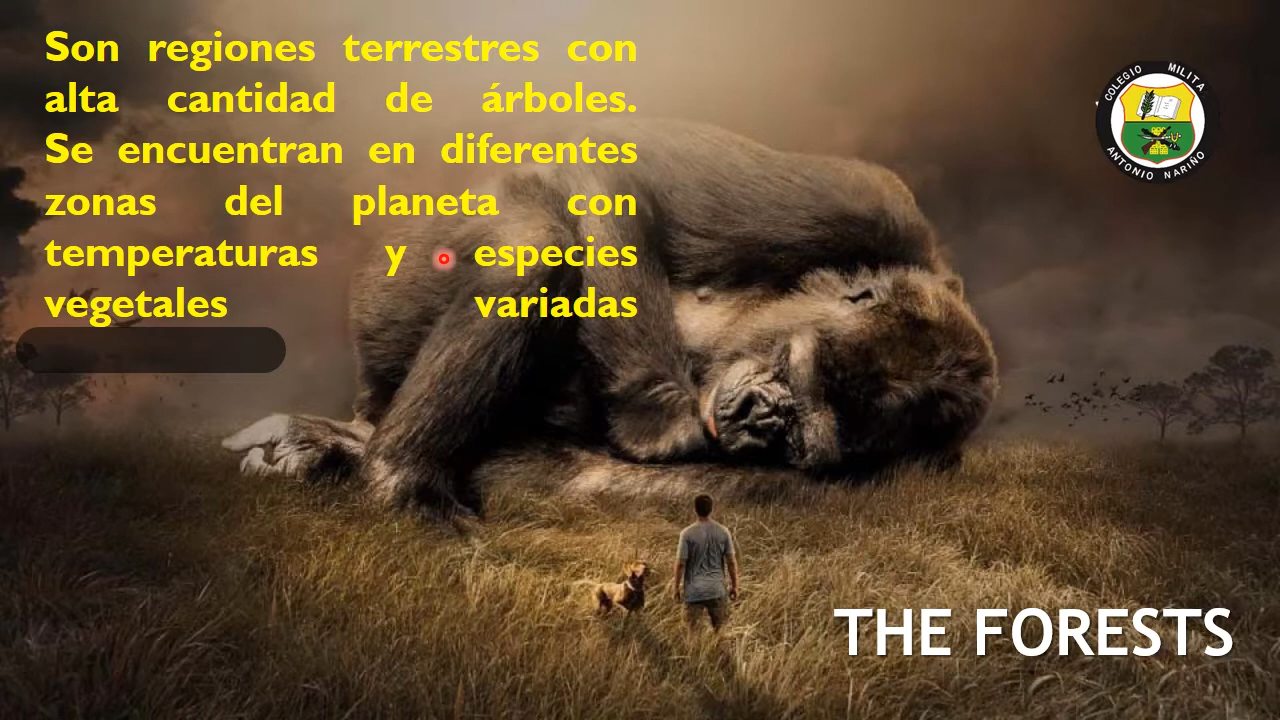 Son regiones terrestres con
alta cantidad de árboles.
Se encuentran en diferentes
zonas del planeta con
temperaturas y especies
vegetales variadas
COLEGIO MILITA
ANTONIO NARIÑO
THE FORESTS